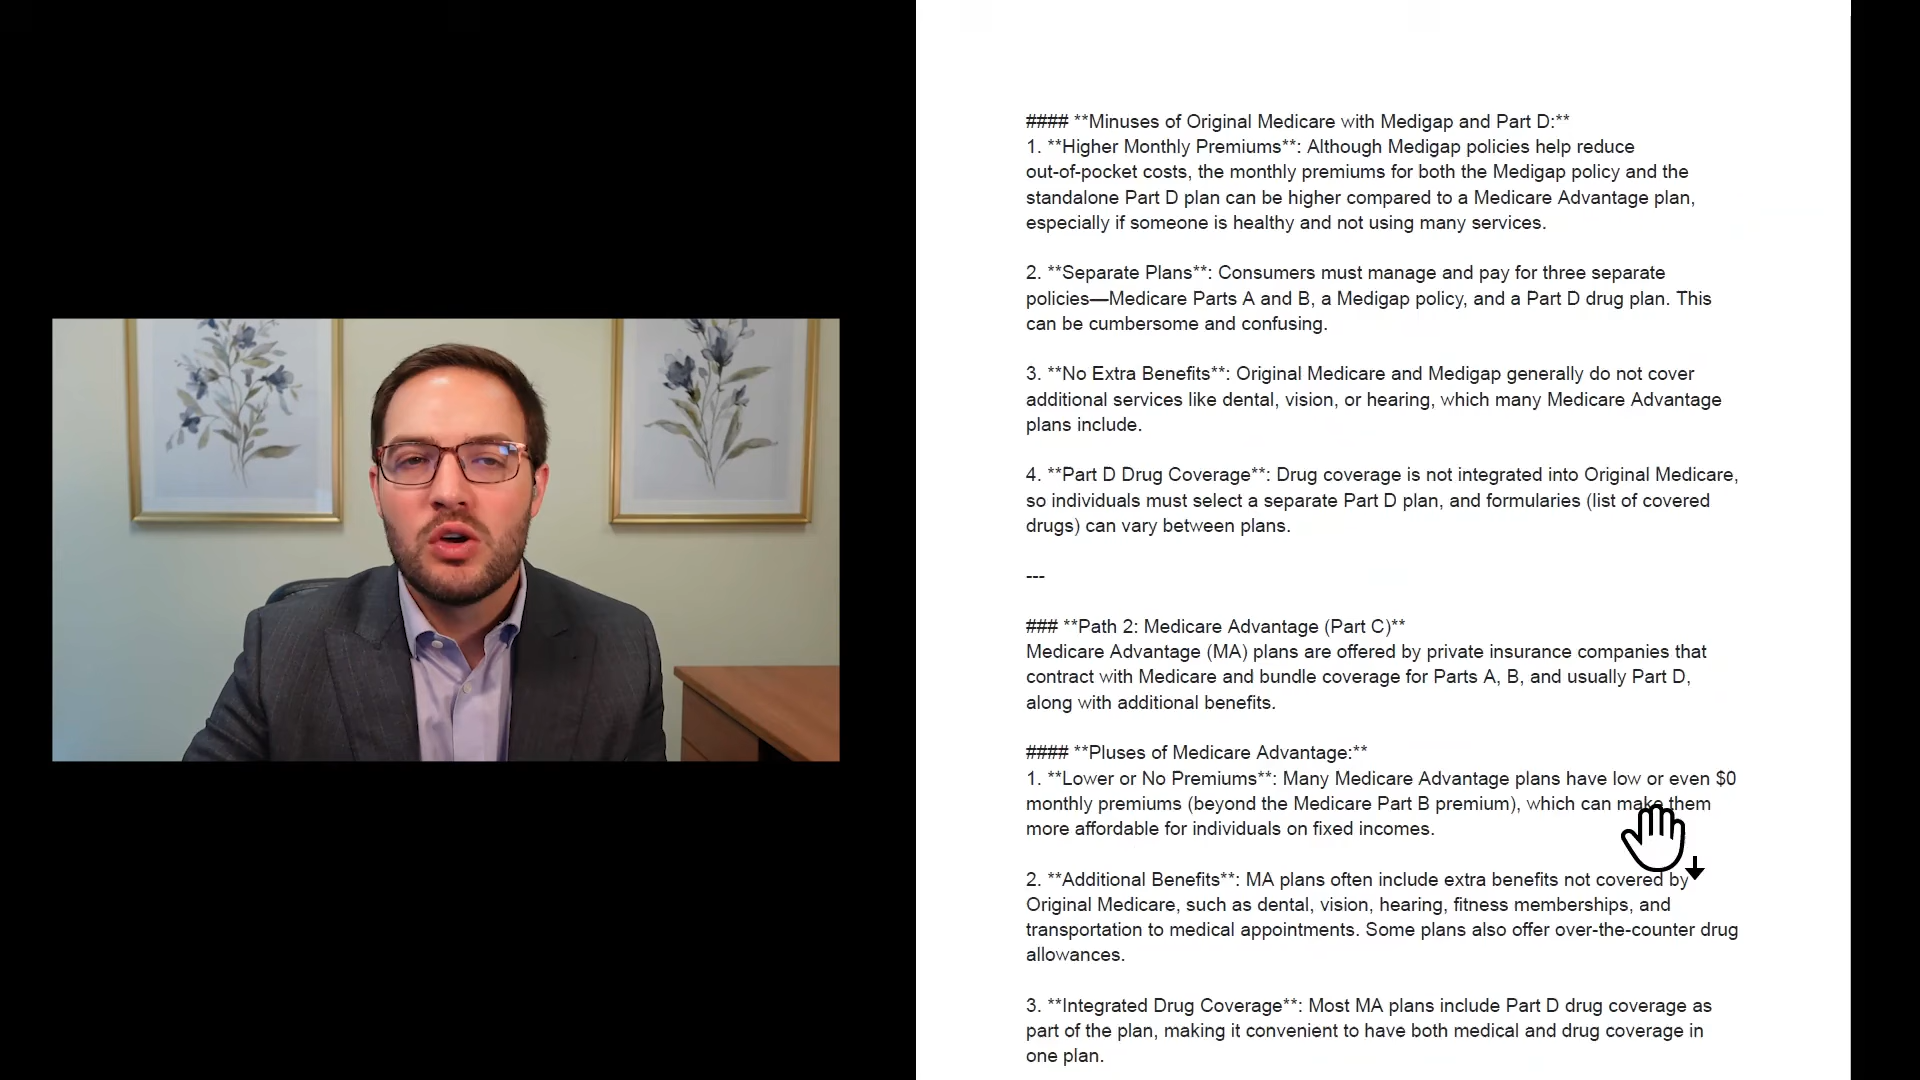 #### **Minuses of Original Medicare with Medigap and Part D:**
1. **Higher Monthly Premiums**: Although Medigap policies help reduce
out-of-pocket costs, the monthly premiums for both the Medigap policy and the
standalone Part D plan can be higher compared to a Medicare Advantage plan,
especially if someone is healthy and not using many services.
2. **Separate Plans**: Consumers must manage and pay for three separate
policies—Medicare Parts A and B, a Medigap policy, and a Part D drug plan. This
can be cumbersome and confusing.
3. **No Extra Benefits**: Original Medicare and Medigap generally do not cover
additional services like dental, vision, or hearing, which many Medicare Advantage
plans include.
4. **Part D Drug Coverage**: Drug coverage is not integrated into Original Medicare,
so individuals must select a separate Part D plan, and formularies (list of covered
drugs) can vary between plans.
---
### **Path 2: Medicare Advantage (Part C)**
Medicare Advantage (MA) plans are offered by private insurance companies that
contract with Medicare and bundle coverage for Parts A, B, and usually Part D,
along with additional benefits.
#### **Pluses of Medicare Advantage:**
1. **Lower or No Premiums**: Many Medicare Advantage plans have low or even $0
monthly premiums (beyond the Medicare Part B premium), which can make them
more affordable for individuals on fixed incomes.
2. **Additional Benefits**: MA plans often include extra benefits not covered by
Original Medicare, such as dental, vision, hearing, fitness memberships, and
transportation to medical appointments. Some plans also offer over-the-counter drug
allowances.
3. **Integrated Drug Coverage**: Most MA plans include Part D drug coverage as
part of the plan, making it convenient to have both medical and drug coverage in
one plan.